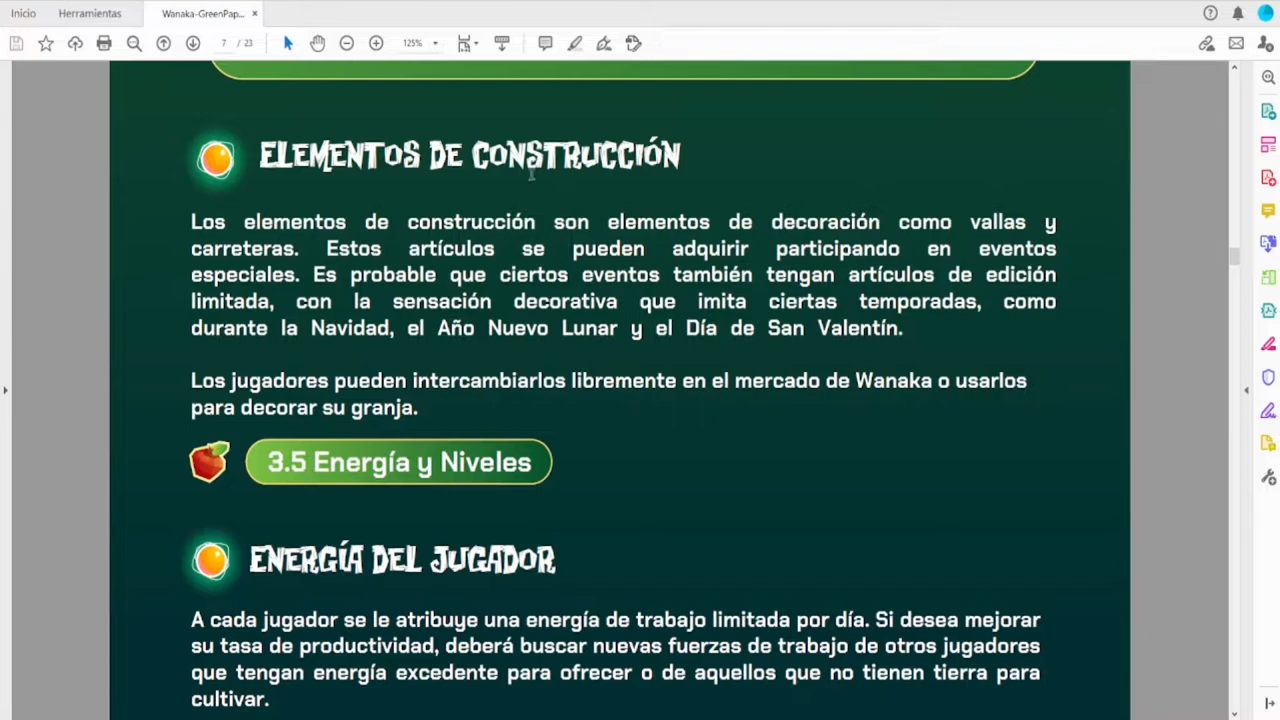 Inicio
Herramientas
Wanaka-GreenPap... ×
7 / 23
125%
ELEMENTOS DE CONSTRUCCIÓN
Los elementos de construcción son elementos de decoración como vallas y
carreteras. Estos artículos se pueden adquirir participando en eventos
especiales. Es probable que ciertos eventos también tengan artículos de edición
limitada, con la sensación decorativa que imita ciertas temporadas, como
durante la Navidad, el Año Nuevo Lunar y el Día de San Valentín.
Los jugadores pueden intercambiarlos libremente en el mercado de Wanaka o usarlos
para decorar su granja.
3.5 Energía y Niveles
ENERGÍA DEL JUGADOR
A cada jugador se le atribuye una energía de trabajo limitada por día. Si desea mejorar
su tasa de productividad, deberá buscar nuevas fuerzas de trabajo de otros jugadores
que tengan energía excedente para ofrecer o de aquellos que no tienen tierra para
cultivar.